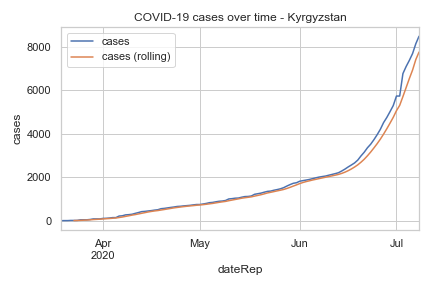 COVID-19 cases over time - Kyrgyzstan
cases
cases (rolling)
8000
6000
4000
2000
0
cases
Apr
2020
May
Jun
Jul
dateRep